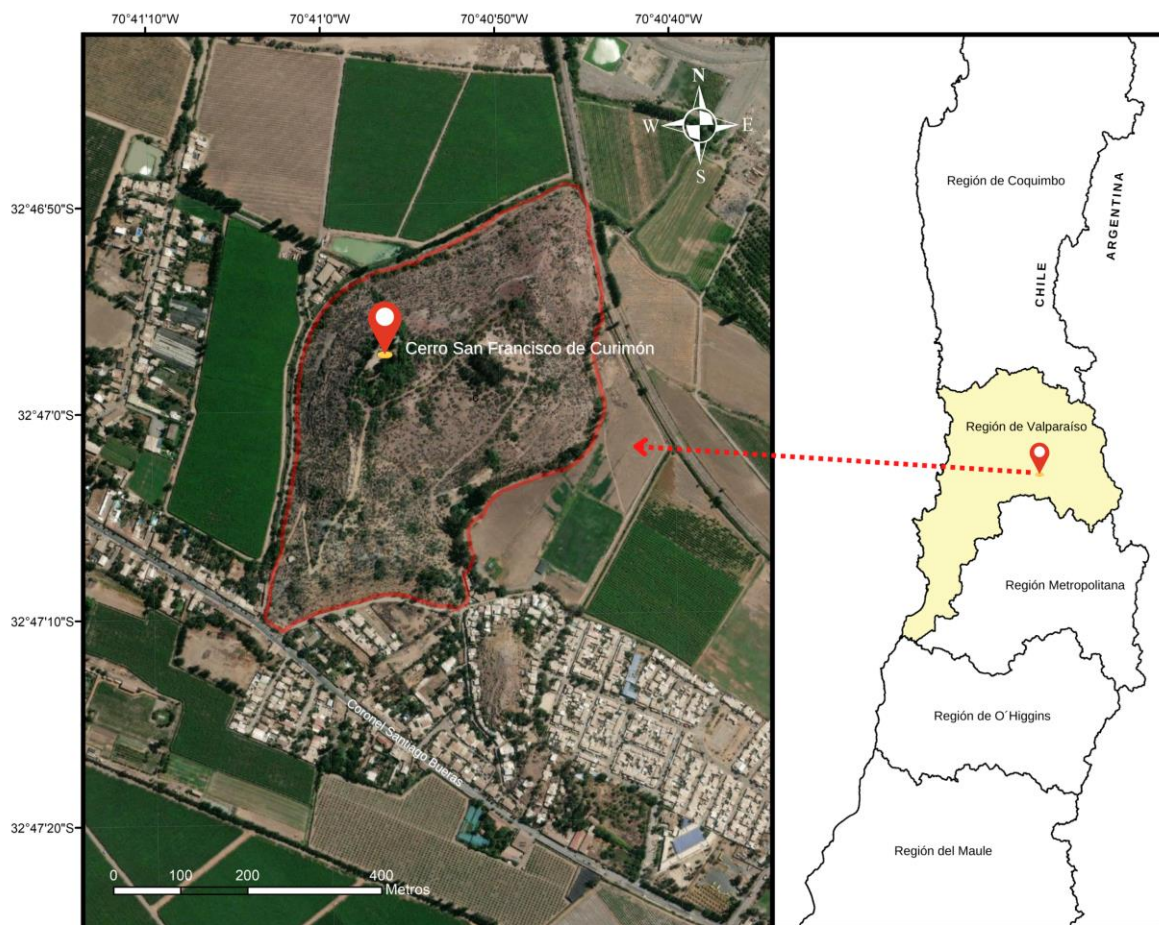 70°41'10"W
70°41'0"W
70°40'50"W
70°40'40"W
32°46'50"S
32°47'0"S
32°47'10"S
32°47'20"S
N
W
E
S
Cerro San Francisco de Curimón
Coronel Santiago Bueras
0 100 200 400
Metros
Región de Coquimbo
ARGENTINA
CHILE
Región de Valparaíso
Región Metropolitana
Región de O´Higgins
Región del Maule